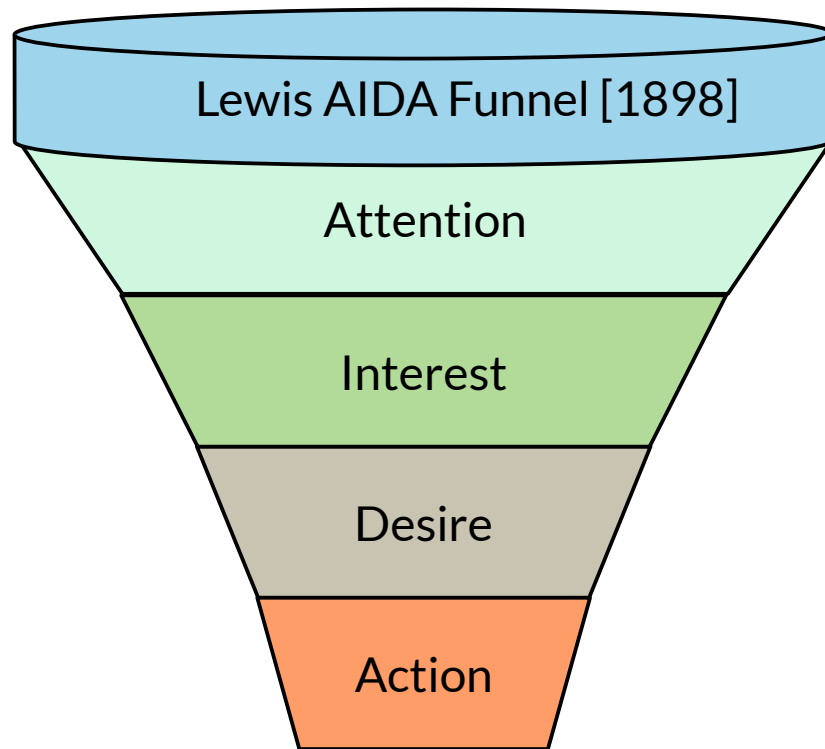 Lewis AIDA Funnel [1898]
Attention
Interest
Desire
Action